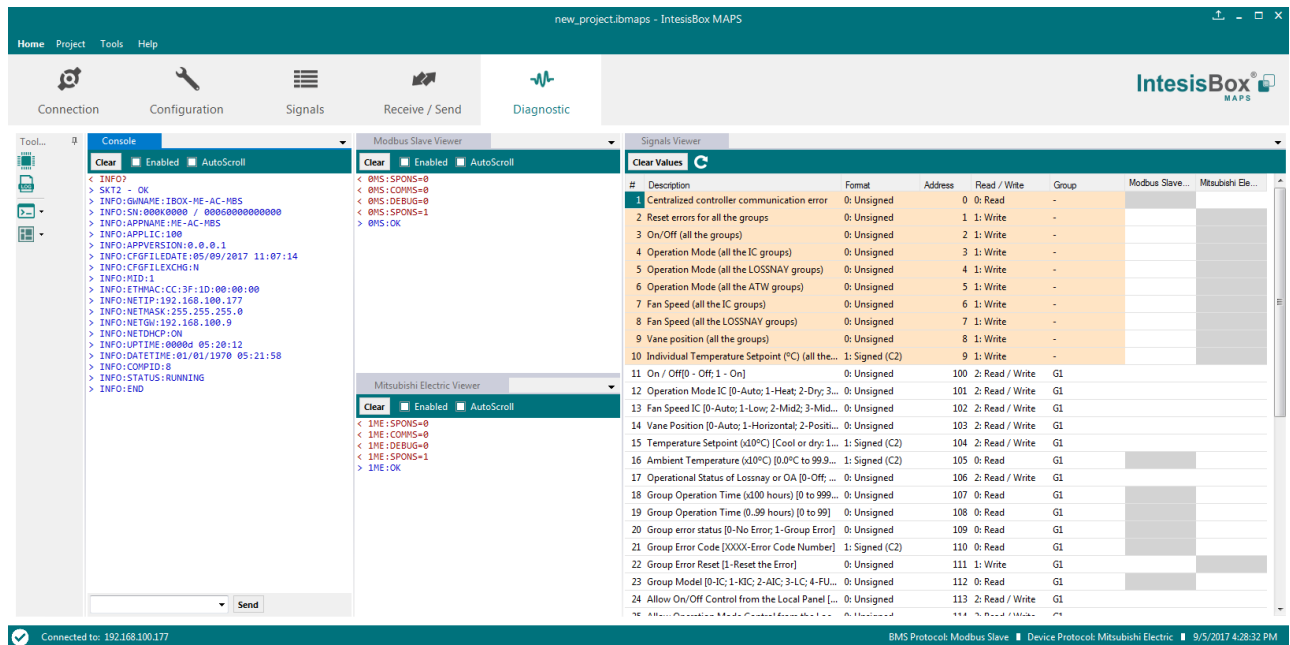 new_project.ibmaps - IntesisBox MAPS
Home Project Tools Help
Connection
Configuration
Signals
Receive / Send
Diagnostic
IntesisBox®
MAPS
Tool...
LOG
Console
Clear Enabled AutoScroll
< INFO?
> SKT2 - OK
> INFO:GWNAME:IBOX-ME-AC-MBS
> INFO:SN:000K0000 / 00060000000000
> INFO:APPNAME:ME-AC-MBS
> INFO:APPLIC:100
> INFO:APPVERSION:0.0.0.1
> INFO:CFGFILEDATE:05/09/2017 11:07:14
> INFO:CFGFILEXCHG:N
> INFO:MID:1
> INFO:ETHMAC:CC:3F:1D:00:00:00
> INFO:NETIP:192.168.100.177
> INFO:NETMASK:255.255.255.0
> INFO:NETGW:192.168.100.9
> INFO:NETDHCP:ON
> INFO:UPTIME:0000d 05:20:12
> INFO:DATETIME:01/01/1970 05:21:58
> INFO:COMPID:8
> INFO:STATUS:RUNNING
> INFO:END
Send
Modbus Slave Viewer
Clear Enabled AutoScroll
< 0MS:SPONS=0
< 0MS:COMMS=0
< 0MS:DEBUG=0
< 0MS:SPONS=1
> 0MS:OK
Mitsubishi Electric Viewer
Clear Enabled AutoScroll
< 1ME:SPONS=0
< 1ME:COMMS=0
< 1ME:DEBUG=0
< 1ME:SPONS=1
> 1ME:OK
Signals Viewer
Clear Values
# Description Format Address Read / Write Group Modbus Slave... Mitsubishi Ele...
1 Centralized controller communication error 0: Unsigned 0 0: Read -
2 Reset errors for all the groups 0: Unsigned 1 1: Write -
3 On/Off (all the groups) 0: Unsigned 2 1: Write -
4 Operation Mode (all the IC groups) 0: Unsigned 3 1: Write -
5 Operation Mode (all the LOSSNAY groups) 0: Unsigned 4 1: Write -
6 Operation Mode (all the ATW groups) 0: Unsigned 5 1: Write -
7 Fan Speed (all the IC groups) 0: Unsigned 6 1: Write -
8 Fan Speed (all the LOSSNAY groups) 0: Unsigned 7 1: Write -
9 Vane position (all the groups) 0: Unsigned 8 1: Write -
10 Individual Temperature Setpoint (ºC) (all the... 1: Signed (C2) 9 1: Write -
11 On / Off[0 - Off; 1 - On] 0: Unsigned 100 2: Read / Write G1
12 Operation Mode IC [0-Auto; 1-Heat; 2-Dry; 3... 0: Unsigned 101 2: Read / Write G1
13 Fan Speed IC [0-Auto; 1-Low; 2-Mid2; 3-Mid... 0: Unsigned 102 2: Read / Write G1
14 Vane Position [0-Auto; 1-Horizontal; 2-Positi... 0: Unsigned 103 2: Read / Write G1
15 Temperature Setpoint (x10ºC) [Cool or dry: 1... 1: Signed (C2) 104 2: Read / Write G1
16 Ambient Temperature (x10ºC) [0.0ºC to 99.9... 1: Signed (C2) 105 0: Read G1
17 Operational Status of Lossnay or OA [0-Off; ... 0: Unsigned 106 2: Read / Write G1
18 Group Operation Time (x100 hours) [0 to 999... 0: Unsigned 107 0: Read G1
19 Group Operation Time (0..99 hours) [0 to 99] 0: Unsigned 108 0: Read G1
20 Group error status [0-No Error; 1-Group Error] 0: Unsigned 109 0: Read G1
21 Group Error Code [XXXX-Error Code Number] 1: Signed (C2) 110 0: Read G1
22 Group Error Reset [1-Reset the Error] 0: Unsigned 111 1: Write G1
23 Group Model [0-IC; 1-KIC; 2-AIC; 3-LC; 4-FU... 0: Unsigned 112 0: Read G1
24 Allow On/Off Control from the Local Panel [... 0: Unsigned 113 2: Read / Write G1
Connected to: 192.168.100.177
BMS Protocol: Modbus Slave Device Protocol: Mitsubishi Electric 9/5/2017 4:28:32 PM